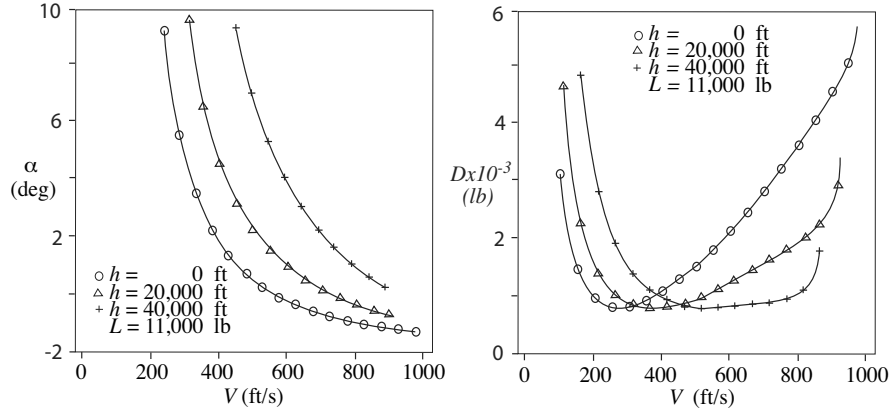 10
6
α
(deg)
2
-2
h = 0 ft
h = 20,000 ft
h = 40,000 ft
L = 11,000 lb
0 200 400 600 800 1000
V (ft/s)
6
4
Dx10⁻³
(lb)
2
0
h = 0 ft
h = 20,000 ft
h = 40,000 ft
L = 11,000 lb
0 200 400 600 800 1000
V (ft/s)